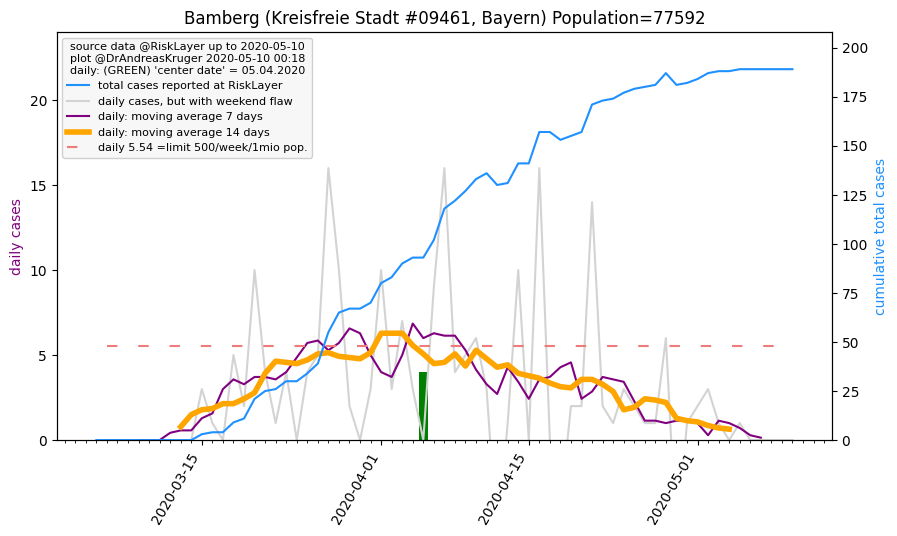 Bamberg (Kreisfreie Stadt #09461, Bayern) Population=77592
source data @RiskLayer up to 2020-05-10
plot @DrAndreasKruger 2020-05-10 00:18
daily: (GREEN) 'center date' = 05.04.2020
total cases reported at RiskLayer
daily cases, but with weekend flaw
daily: moving average 7 days
daily: moving average 14 days
daily 5.54 =limit 500/week/1mio pop.
daily cases
20
15
10
5
0
cumulative total cases
200
175
150
125
100
75
50
25
0
2020-03-15
2020-04-01
2020-04-15
2020-05-01